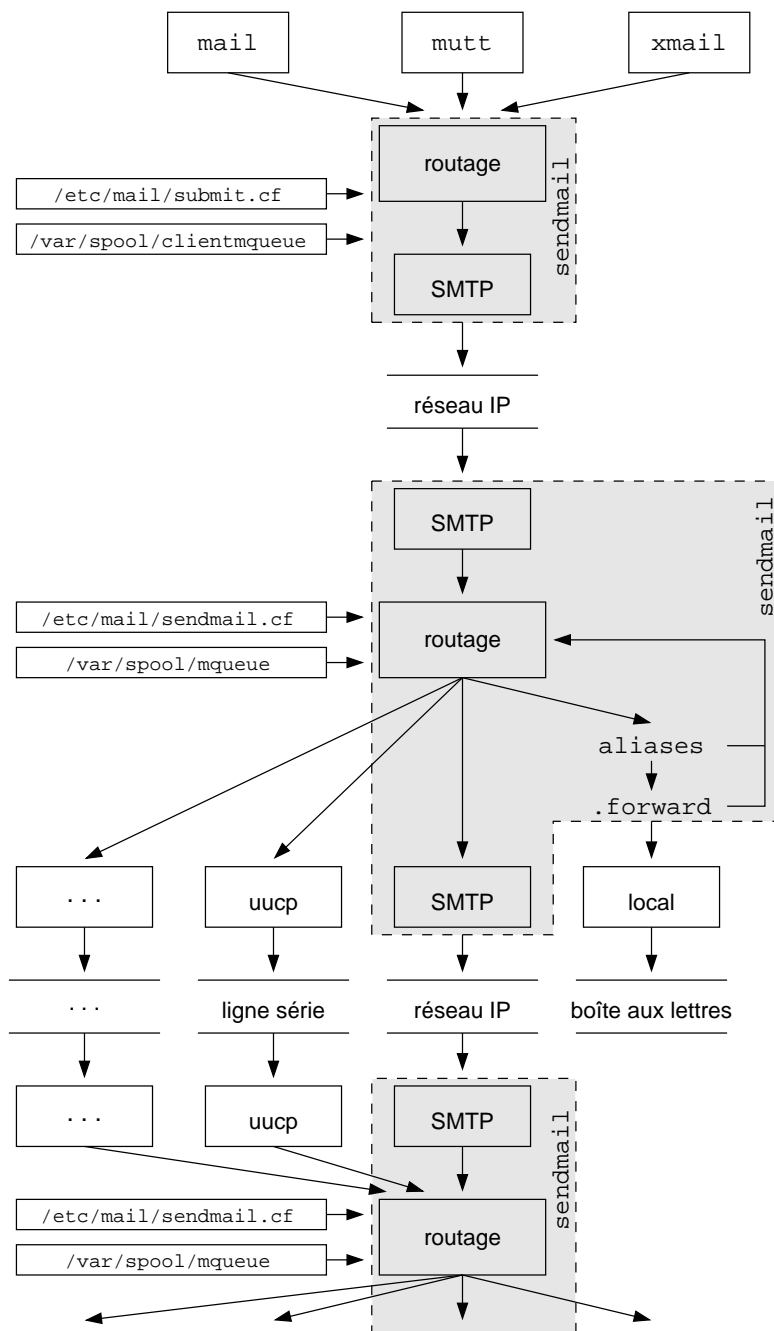 mail
mutt
xmail
routage
sendmail
/etc/mail/submit.cf
/var/spool/clientmqueue
SMTP
réseau IP
SMTP
sendmail
/etc/mail/sendmail.cf
routage
/var/spool/mqueue
aliases
.forward
. . .
uucp
SMTP
local
. . .
ligne série
réseau IP
boîte aux lettres
. . .
uucp
SMTP
sendmail
/etc/mail/sendmail.cf
routage
/var/spool/mqueue